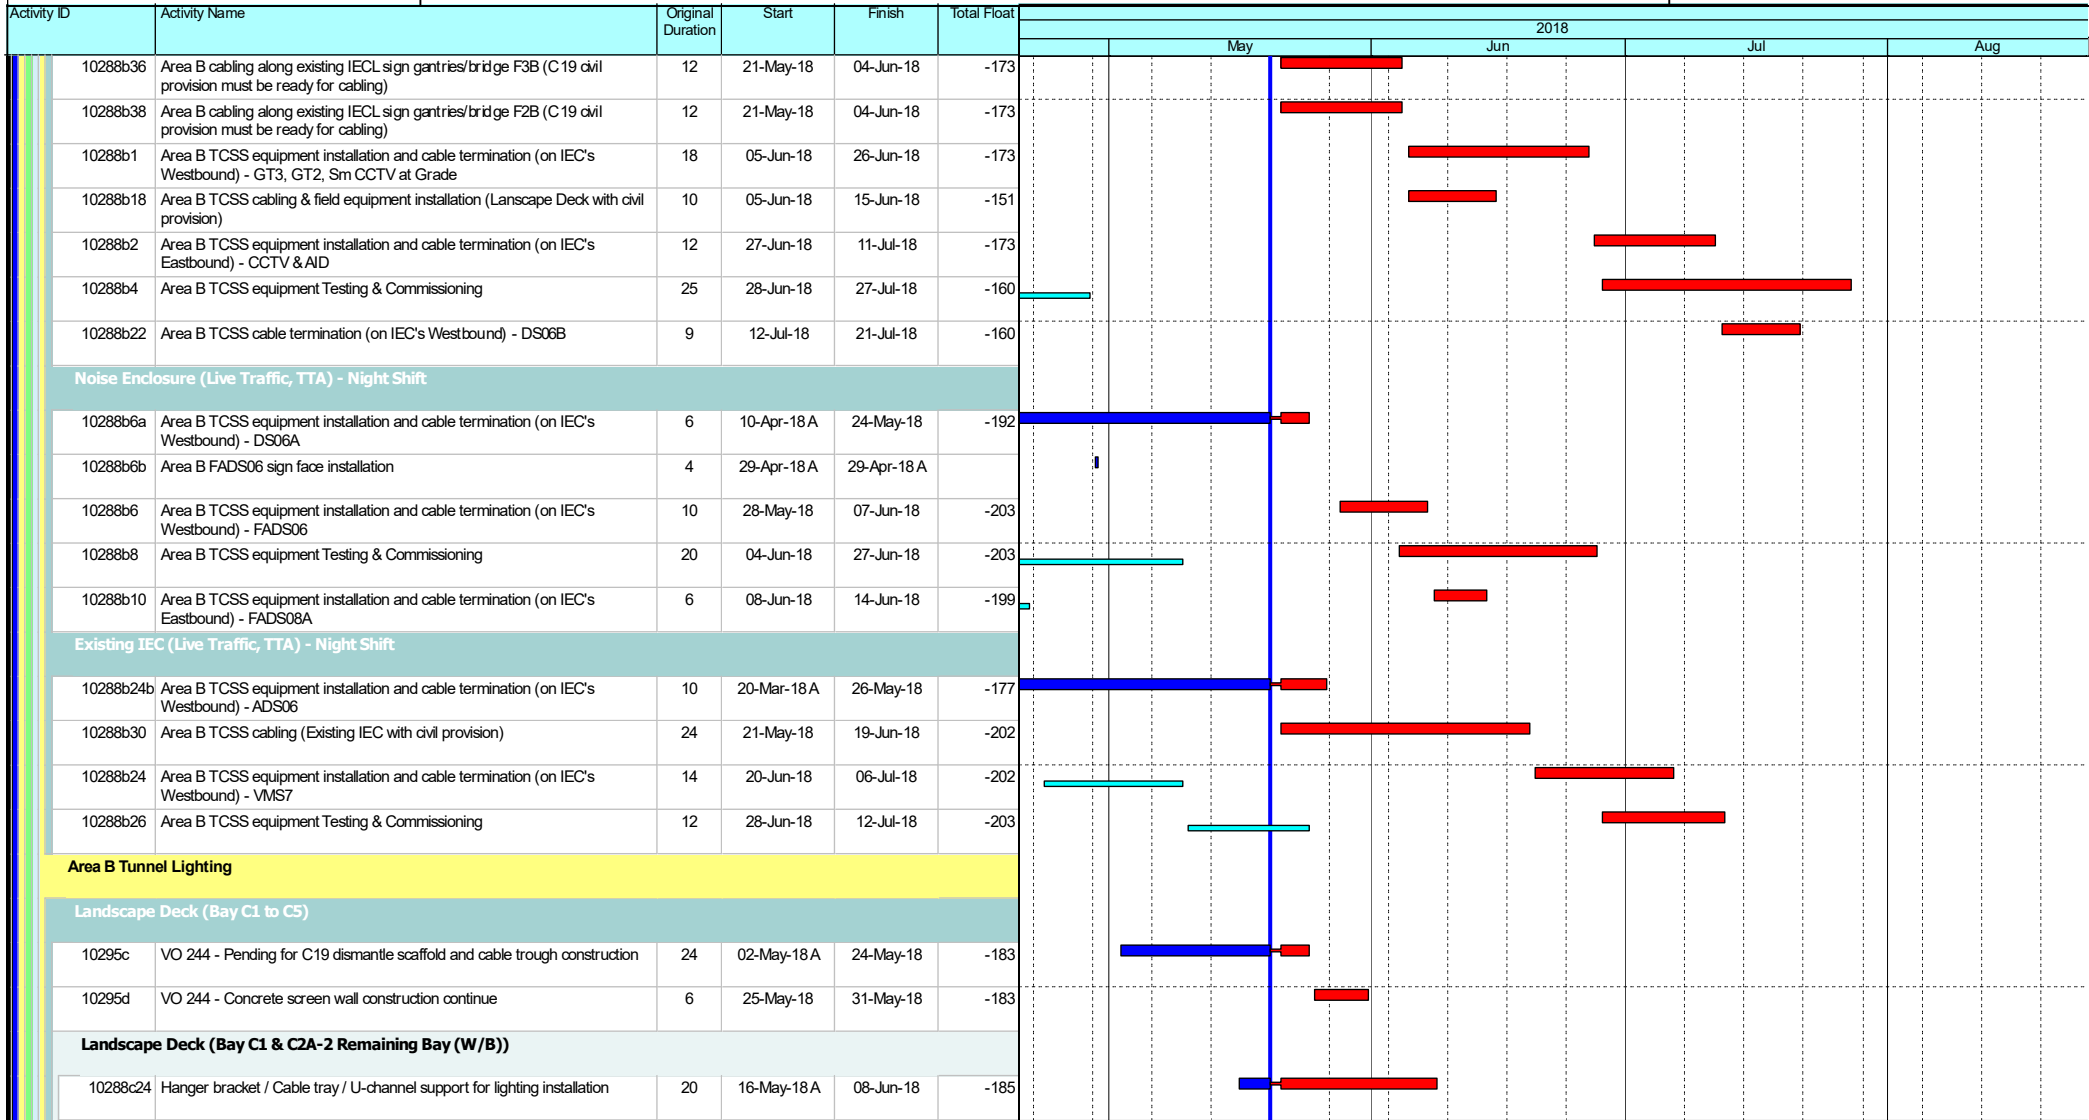 Activity ID Activity Name Original Start Finish Total Float
Duration
2018
May Jun Jul Aug
10288b36 Area B cabling along existing IECL sign gantries/bridge F3B (C19 civil 12 21-May-18 04-Jun-18 -173
provision must be ready for cabling)
10288b38 Area B cabling along existing IECL sign gantries/bridge F2B (C19 civil 12 21-May-18 04-Jun-18 -173
provision must be ready for cabling)
10288b1 Area B TCSS equipment installation and cable termination (on IEC's 18 05-Jun-18 26-Jun-18 -173
Westbound) - GT3, GT2, Sm CCTV at Grade
10288b18 Area B TCSS cabling & field equipment installation (Lanscape Deck with civil 10 05-Jun-18 15-Jun-18 -151
provision)
10288b2 Area B TCSS equipment installation and cable termination (on IEC's 12 27-Jun-18 11-Jul-18 -173
Eastbound) - CCTV & AID
10288b4 Area B TCSS equipment Testing & Commissioning 25 28-Jun-18 27-Jul-18 -160
10288b22 Area B TCSS cable termination (on IEC's Westbound) - DS06B 9 12-Jul-18 21-Jul-18 -160
Noise Enclosure (Live Traffic, TTA) - Night Shift
10288b6a Area B TCSS equipment installation and cable termination (on IEC's 6 10-Apr-18 A 24-May-18 -192
Westbound) - DS06A
10288b6b Area B FADS06 sign face installation 4 29-Apr-18 A 29-Apr-18 A
10288b6 Area B TCSS equipment installation and cable termination (on IEC's 10 28-May-18 07-Jun-18 -203
Westbound) - FADS06
10288b8 Area B TCSS equipment Testing & Commissioning 20 04-Jun-18 27-Jun-18 -203
10288b10 Area B TCSS equipment installation and cable termination (on IEC's 6 08-Jun-18 14-Jun-18 -199
Eastbound) - FADS08A
Existing IEC (Live Traffic, TTA) - Night Shift
10288b24b Area B TCSS equipment installation and cable termination (on IEC's 10 20-Mar-18 A 26-May-18 -177
Westbound) - ADS06
10288b30 Area B TCSS cabling (Existing IEC with civil provision) 24 21-May-18 19-Jun-18 -202
10288b24 Area B TCSS equipment installation and cable termination (on IEC's 14 20-Jun-18 06-Jul-18 -202
Westbound) - VMS7
10288b26 Area B TCSS equipment Testing & Commissioning 12 28-Jun-18 12-Jul-18 -203
Area B Tunnel Lighting
Landscape Deck (Bay C1 to C5)
10295c VO 244 - Pending for C19 dismantle scaffold and cable trough construction 24 02-May-18 A 24-May-18 -183
10295d VO 244 - Concrete screen wall construction continue 6 25-May-18 31-May-18 -183
Landscape Deck (Bay C1 & C2A-2 Remaining Bay (W/B))
10288c24 Hanger bracket / Cable tray / U-channel support for lighting installation 20 16-May-18 A 08-Jun-18 -185